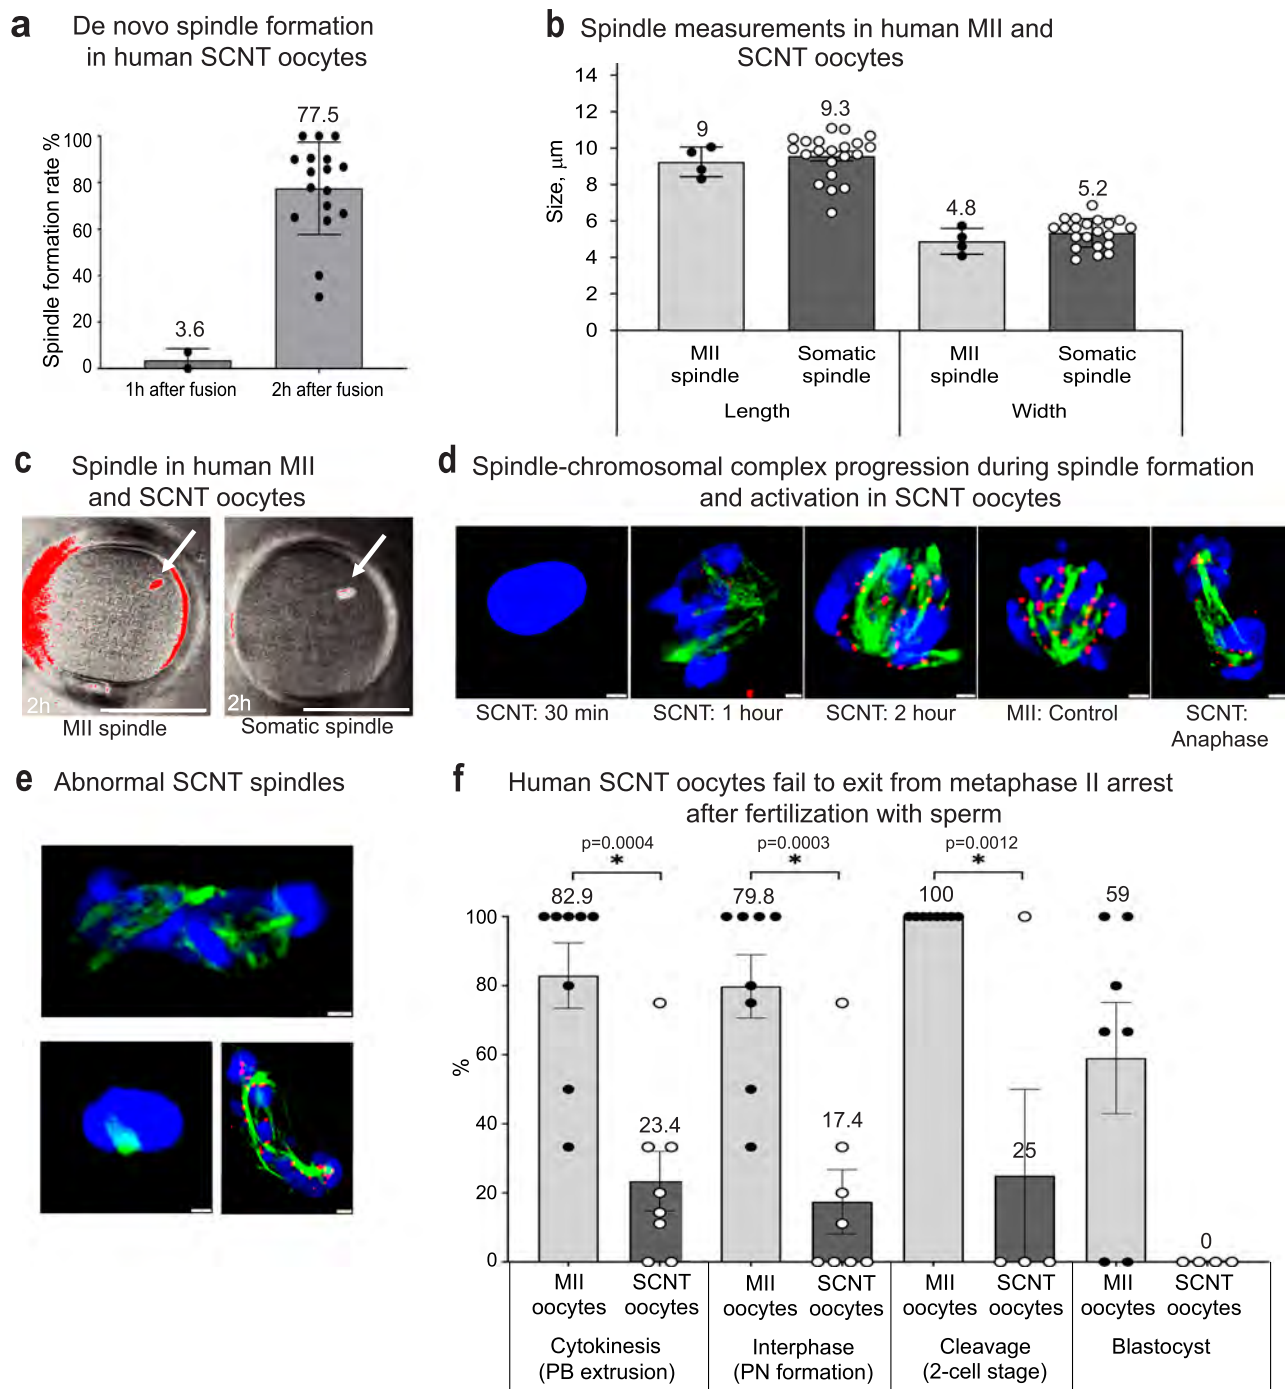 a De novo spindle formation
in human SCNT oocytes
Spindle formation rate %
100
80
60
40
20
0
3.6
77.5
1h after fusion
2h after fusion
b Spindle measurements in human MII and
SCNT oocytes
Size, μm
14
12
10
8
6
4
2
0
9
9.3
4.8
5.2
MII
spindle
Somatic
spindle
MII
spindle
Somatic
spindle
Length
Width
c Spindle in human MII
and SCNT oocytes
2h
2h
MII spindle
Somatic spindle
d Spindle-chromosomal complex progression during spindle formation
and activation in SCNT oocytes
SCNT: 30 min
SCNT: 1 hour
SCNT: 2 hour
MII: Control
SCNT:
Anaphase
e Abnormal SCNT spindles
f Human SCNT oocytes fail to exit from metaphase II arrest
after fertilization with sperm
p=0.0004
*
p=0.0003
*
p=0.0012
*
%
100
80
60
40
20
0
82.9
23.4
79.8
17.4
100
25
59
0
MII
oocytes
SCNT
oocytes
MII
oocytes
SCNT
oocytes
MII
oocytes
SCNT
oocytes
MII
oocytes
SCNT
oocytes
Cytokinesis
(PB extrusion)
Interphase
(PN formation)
Cleavage
(2-cell stage)
Blastocyst